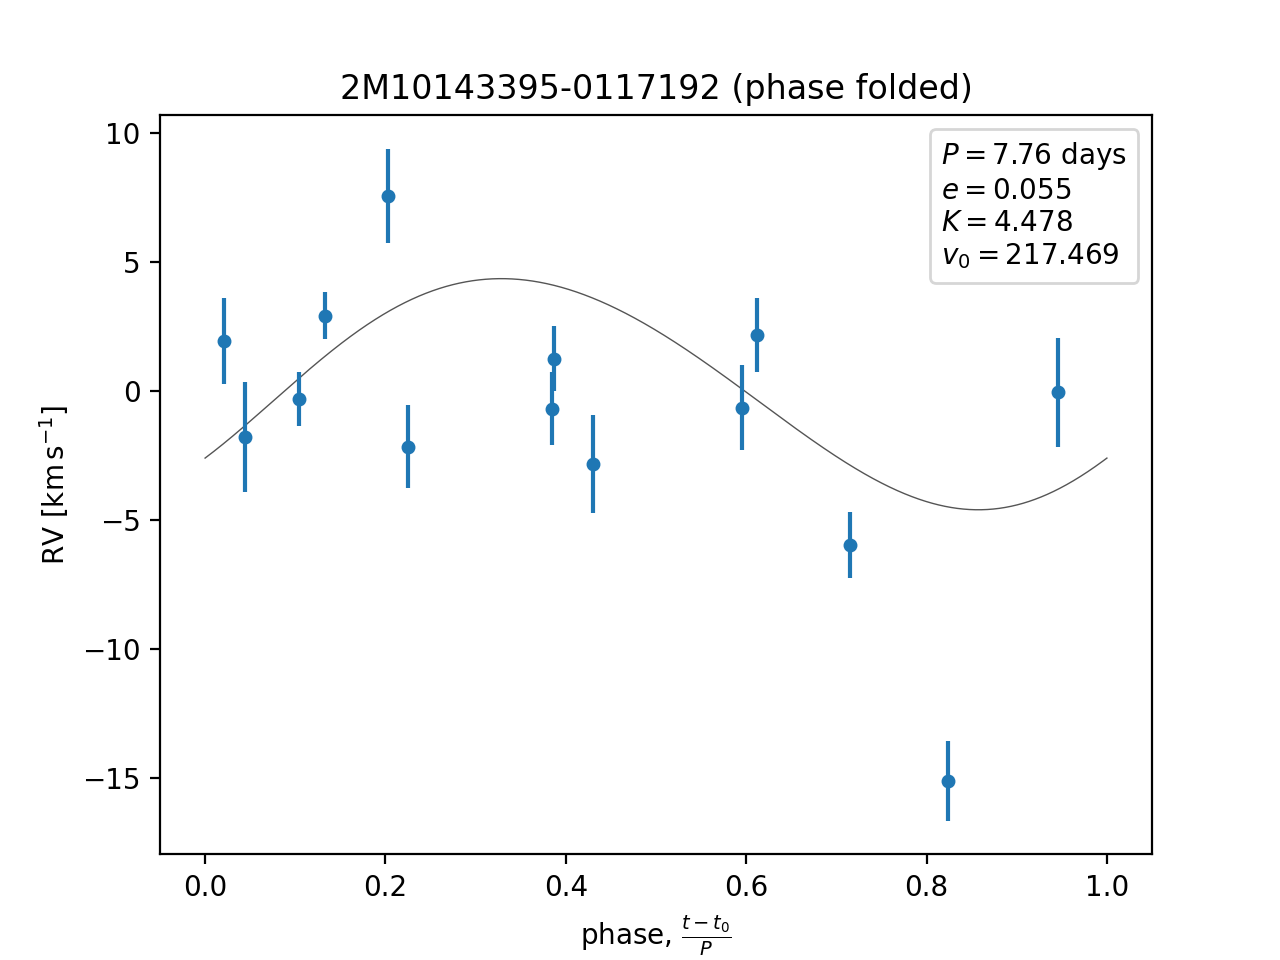 2M10143395-0117192 (phase folded)
P = 7.76 days
e = 0.055
K = 4.478
v₀ = 217.469
10
5
0
−5
−10
−15
RV [km s⁻¹]
0.0 0.2 0.4 0.6 0.8 1.0
phase, (t − t₀)/P